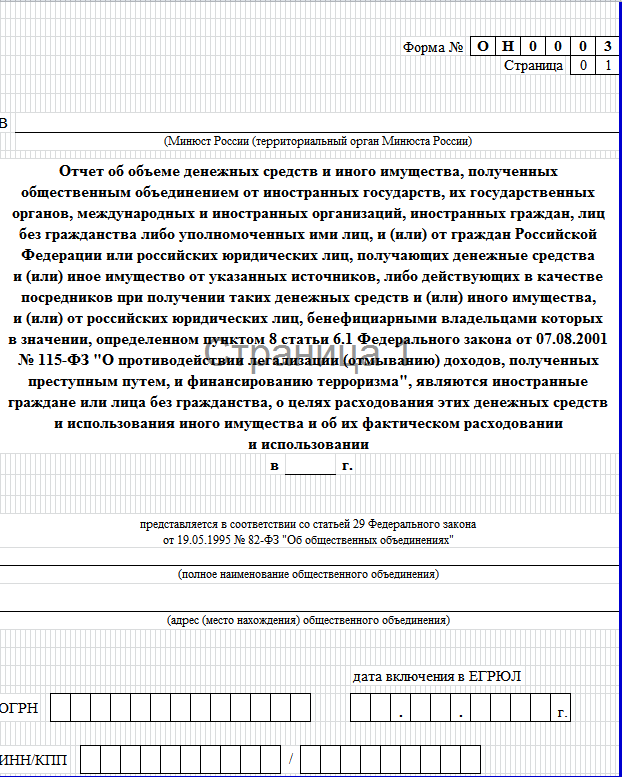 Форма № О Н 0 0 0 3
Страница 0 1
В
(Минюст России (территориальный орган Минюста России)
Отчет об объеме денежных средств и иного имущества, полученных
общественным объединением от иностранных государств, их государственных
органов, международных и иностранных организаций, иностранных граждан, лиц
без гражданства либо уполномоченных ими лиц, и (или) от граждан Российской
Федерации или российских юридических лиц, получающих денежные средства
и (или) иное имущество от указанных источников, либо действующих в качестве
посредников при получении таких денежных средств и (или) иного имущества,
и (или) от российских юридических лиц, бенефициарными владельцами которых
в значении, определенном пунктом 8 статьи 6.1 Федерального закона от 07.08.2001
Страница 1
№ 115-ФЗ "О противодействии легализации (отмыванию) доходов, полученных
преступным путем, и финансированию терроризма", являются иностранные
граждане или лица без гражданства, о целях расходования этих денежных средств
и использования иного имущества и об их фактическом расходовании
и использовании
в ______ г.
представляется в соответствии со статьей 29 Федерального закона
от 19.05.1995 № 82-ФЗ "Об общественных объединениях"
(полное наименование общественного объединения)
(адрес (место нахождения) общественного объединения)
дата включения в ЕГРЮЛ
ОГРН . . г.
ИНН/КПП /